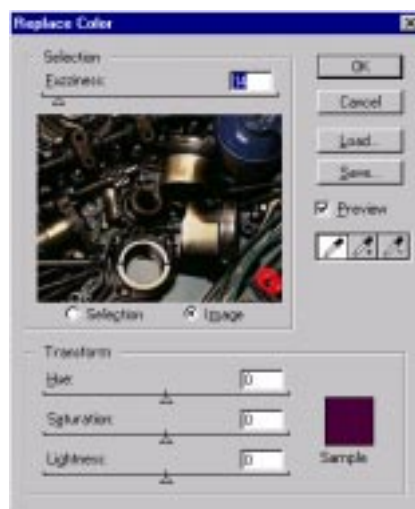 Replace Color
Selection
Fuzziness:
OK
Cancel
Load...
Save...
Preview
Selection
Image
Transform
Hue: 0
Saturation: 0
Lightness: 0
Sample